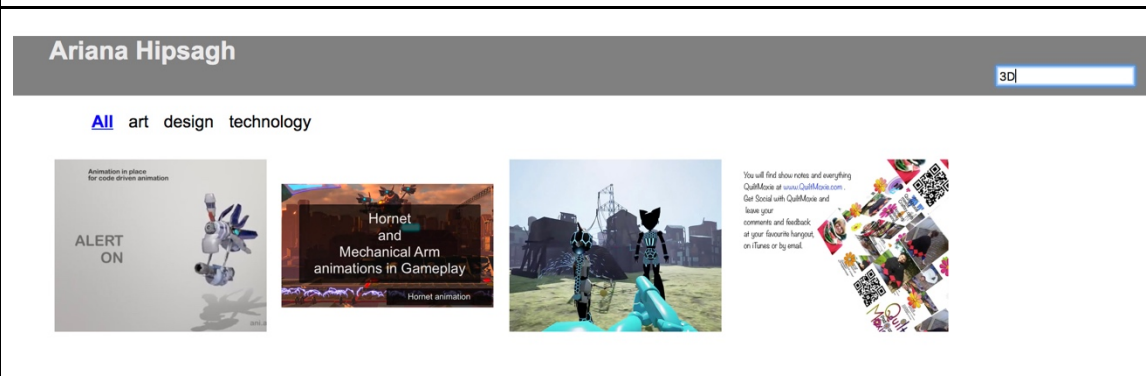 Ariana Hipsagh
3D
All art design technology
Animation in place
for code driven animation
ALERT
ON
Hornet
and
Mechanical Arm
animations in Gameplay
Hornet animation
You will find show notes and everything
QuiltMoxie at www.QuiltMoxie.com .
Get Social with QuiltMoxie and
leave your
comments and feedback
at your favourite hangout,
on iTunes or by email.